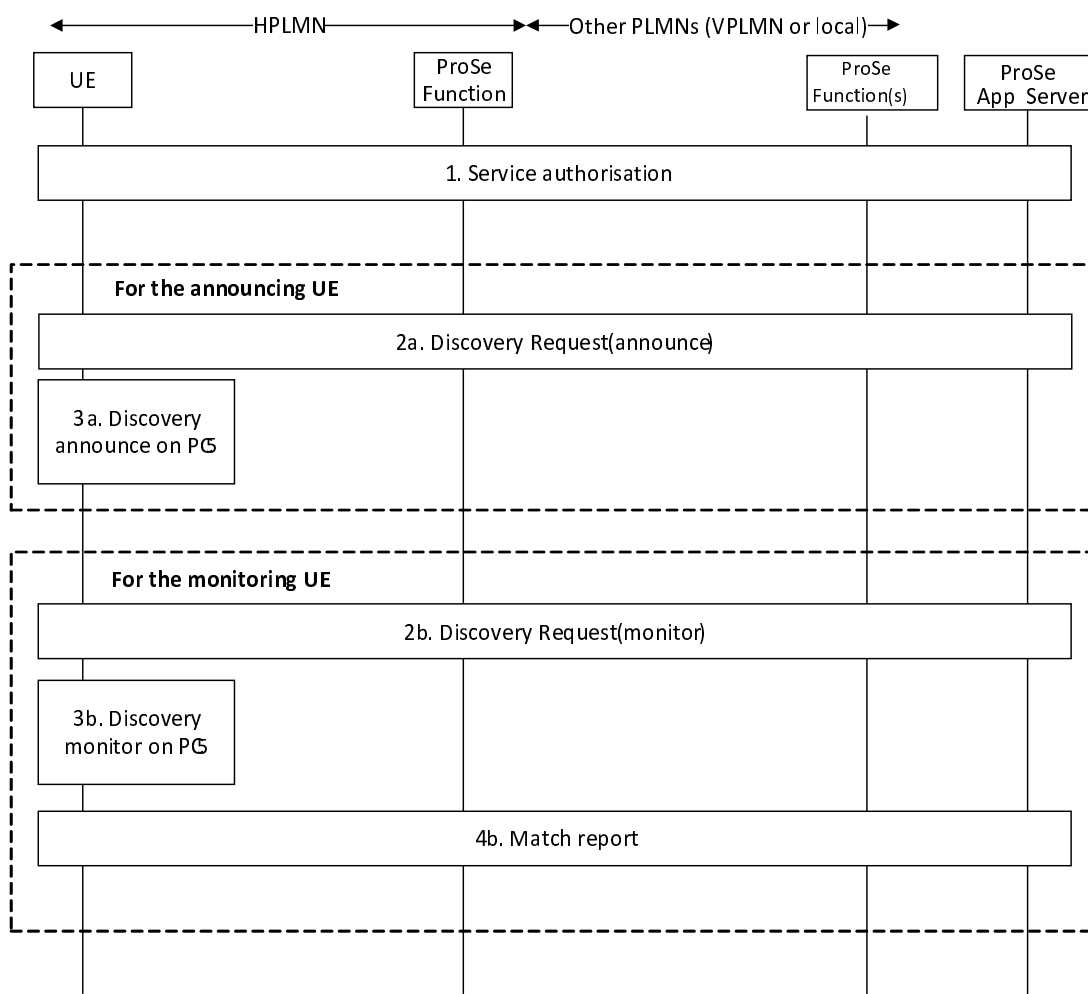 HPLMN
Other PLMNs (VPLMN or local)
UE
ProSe
Function
ProSe
Function(s)
ProSe
App Server
1. Service authorisation
For the announcing UE
2a. Discovery Request(announce)
3a. Discovery
announce on PC5
For the monitoring UE
2b. Discovery Request(monitor)
3b. Discovery
monitor on PC5
4b. Match report